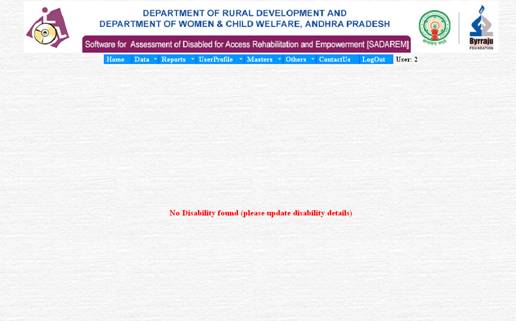 DEPARTMENT OF RURAL DEVELOPMENT AND
DEPARTMENT OF WOMEN & CHILD WELFARE, ANDHRA PRADESH
Software for Assessment of Disabled for Access Rehabilitation and Empowerment [SADAREM]
Byrraju
FOUNDATION
Home Data Reports UserProfile Masters Others ContactUs LogOut User: 2
No Disability found (please update disability details)